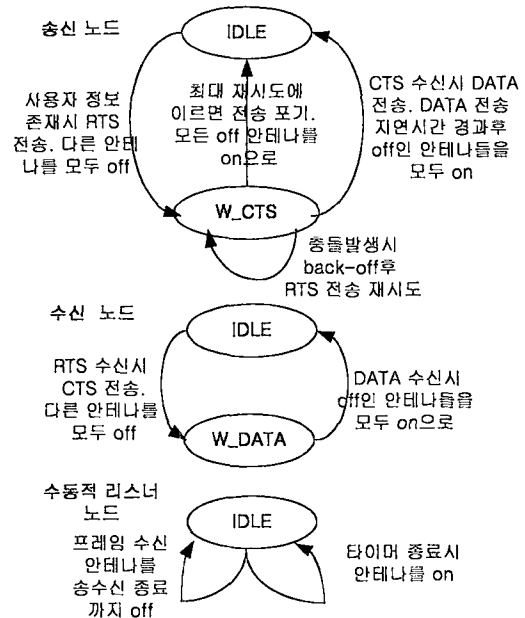 송신 노드
IDLE
사용자 정보
존재시 RTS
전송. 다른 안테
나를 모두 off
최대 재시도에
이르면 전송 포기.
모든 off 안테나를
on으로
CTS 수신시 DATA
전송. DATA 전송
지연시간 경과후
off인 안테나들을
모두 on
W_CTS
충돌발생시
back-off후
RTS 전송 재시도
수신 노드
IDLE
RTS 수신시
CTS 전송.
다른 안테나를
모두 off
DATA 수신시
off인 안테나들을
모두 on으로
W_DATA
수동적 리스너
노드
IDLE
프레임 수신
안테나를
송수신 종료
까지 off
타이머 종료시
안테나를 on